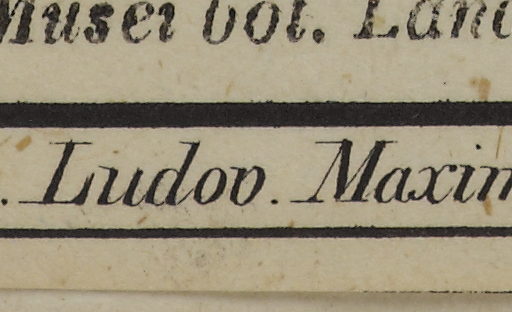 Musei bot. Land
. Ludov. Maxim